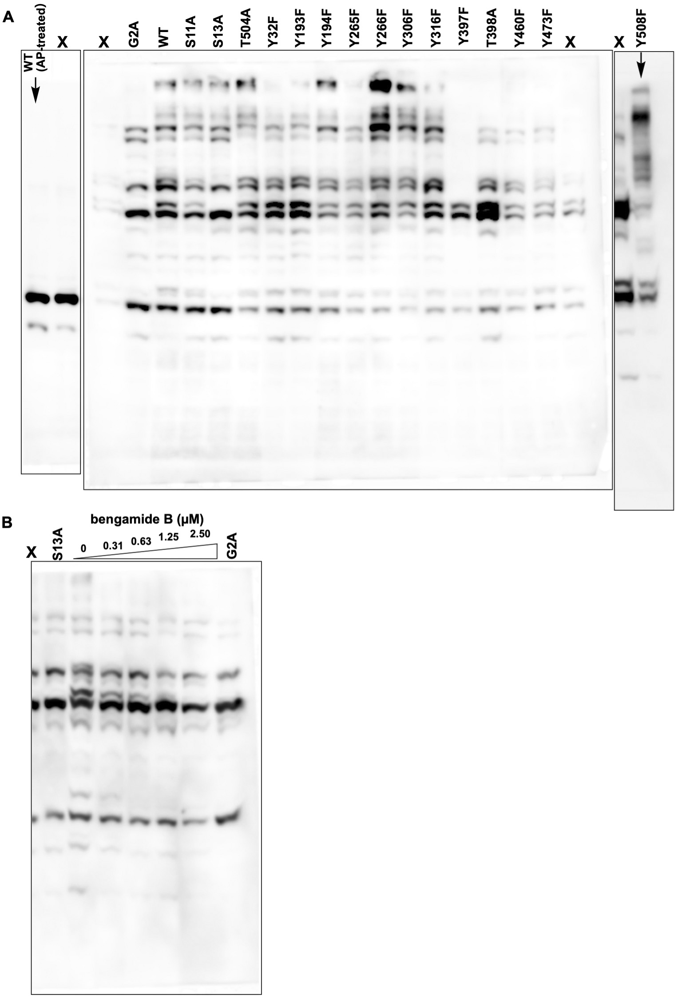 A
WT
(AP-treated)
X
X
G2A
WT
S11A
S13A
T504A
Y32F
Y193F
Y194F
Y265F
Y266F
Y306F
Y316F
Y397F
T398A
Y460F
Y473F
X
X
Y508F
B
bengamide B (µM)
X
S13A
0
0.31
0.63
1.25
2.50
G2A